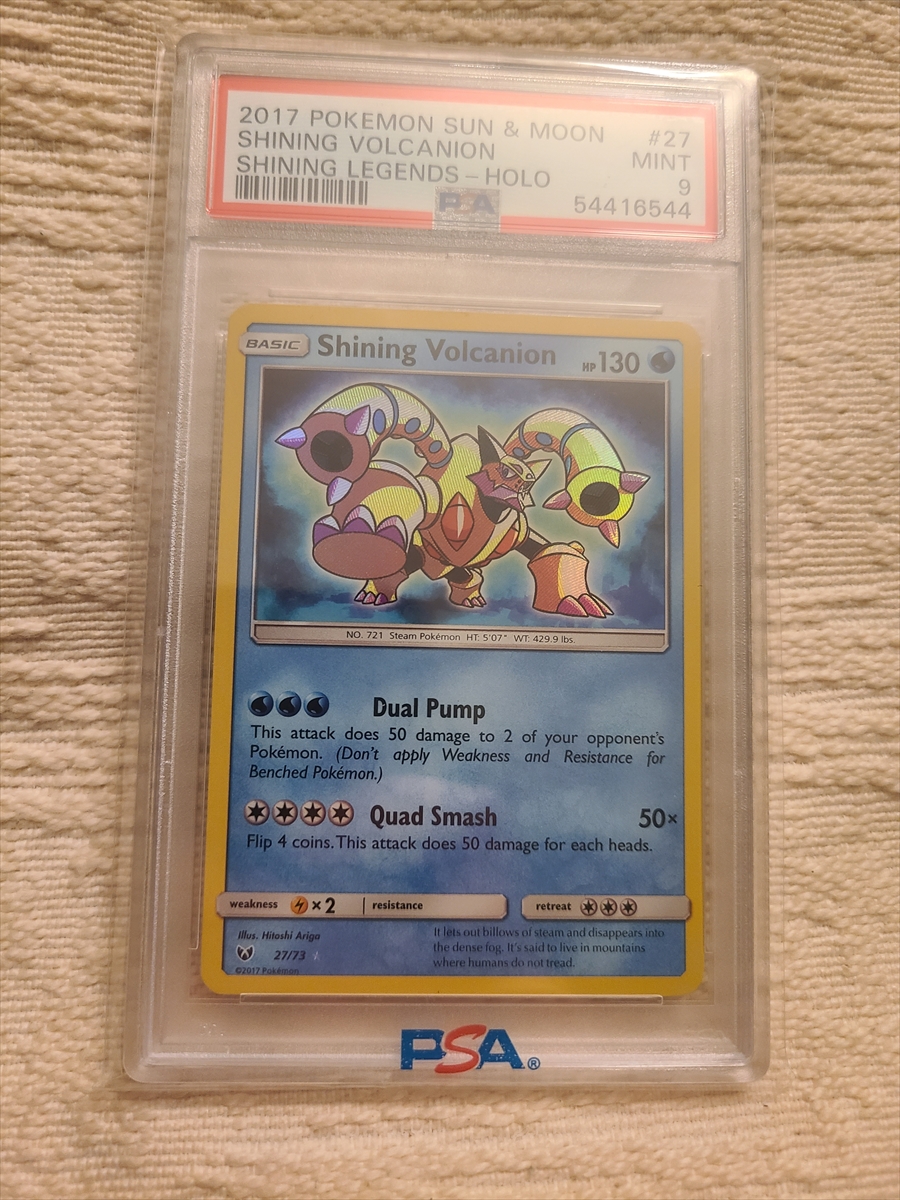 2017 POKEMON SUN & MOON #27
SHINING VOLCANION MINT
SHINING LEGENDS – HOLO 9
PSA 54416544
BASIC Shining Volcanion HP 130
NO. 721 Steam Pokémon HT: 5'07" WT: 429.9 lbs.
Dual Pump
This attack does 50 damage to 2 of your opponent's
Pokémon. (Don't apply Weakness and Resistance for
Benched Pokémon.)
Quad Smash 50×
Flip 4 coins. This attack does 50 damage for each heads.
weakness ×2 resistance retreat
Illus. Hitoshi Ariga
27/73
©2017 Pokémon
It lets out billows of steam and disappears into
the dense fog. It's said to live in mountains
where humans do not tread.
PSA®